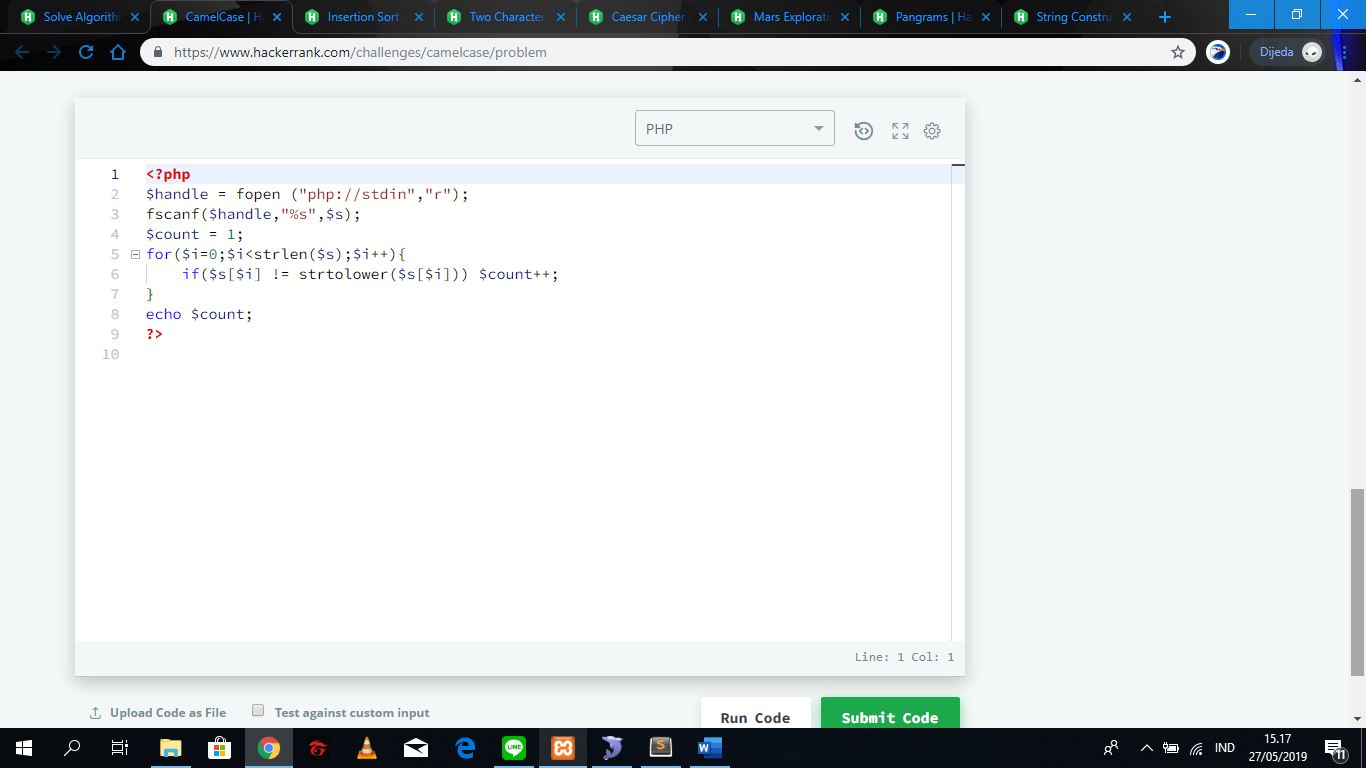 Solve Algorith
CamelCase | H
Insertion Sort
Two Character
Caesar Cipher
Mars Explorati
Pangrams | Ha
String Constru
https://www.hackerrank.com/challenges/camelcase/problem
Dijeda
PHP
1 <?php
2 $handle = fopen ("php://stdin","r");
3 fscanf($handle,"%s",$s);
4 $count = 1;
5 for($i=0;$i<strlen($s);$i++){
6 if($s[$i] != strtolower($s[$i])) $count++;
7 }
8 echo $count;
9 ?>
10
Line: 1 Col: 1
Upload Code as File
Test against custom input
Run Code
Submit Code
LINE
IND
15.17
27/05/2019
11